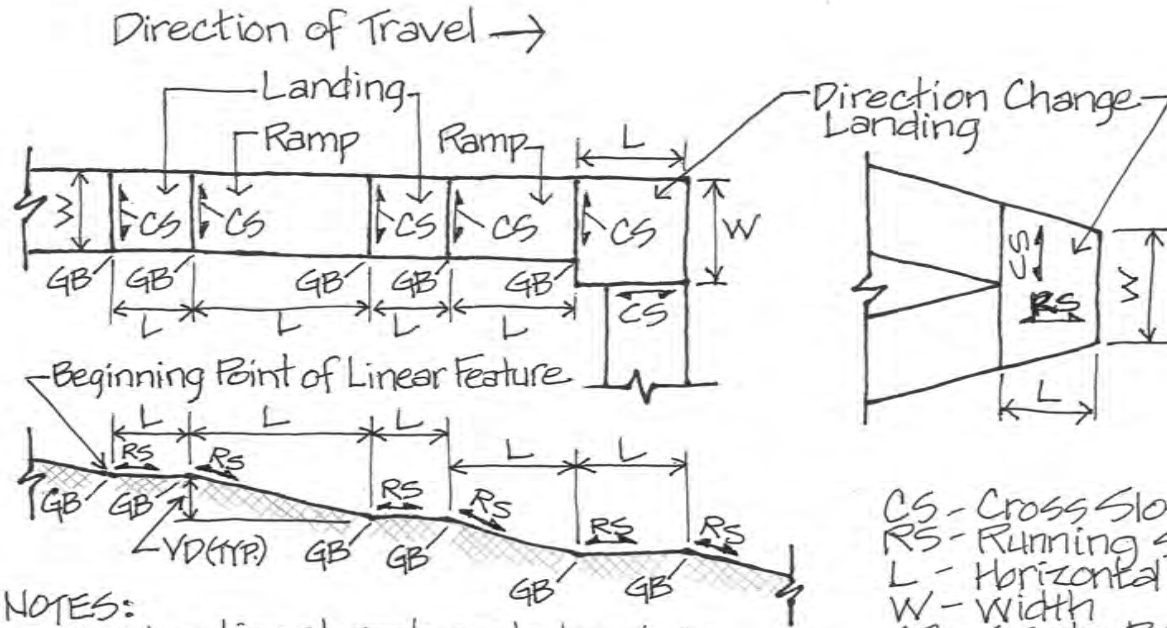 Direction of Travel →
Landing
Ramp
Ramp
L
Direction Change
Landing
W
CS
CS
CS
CS
CS
W
GB
GB
GB
GB
GB
L
L
L
L
CS
CS
RS
W
L
Beginning Point of Linear Feature
L
L
L
L
L
RS
RS
RS
RS
RS
RS
GB
GB
VD(TYP.)
GB
GB
GB
GB
CS - Cross Slo
RS - Running
L - Horizontal
W - Width
NOTES: